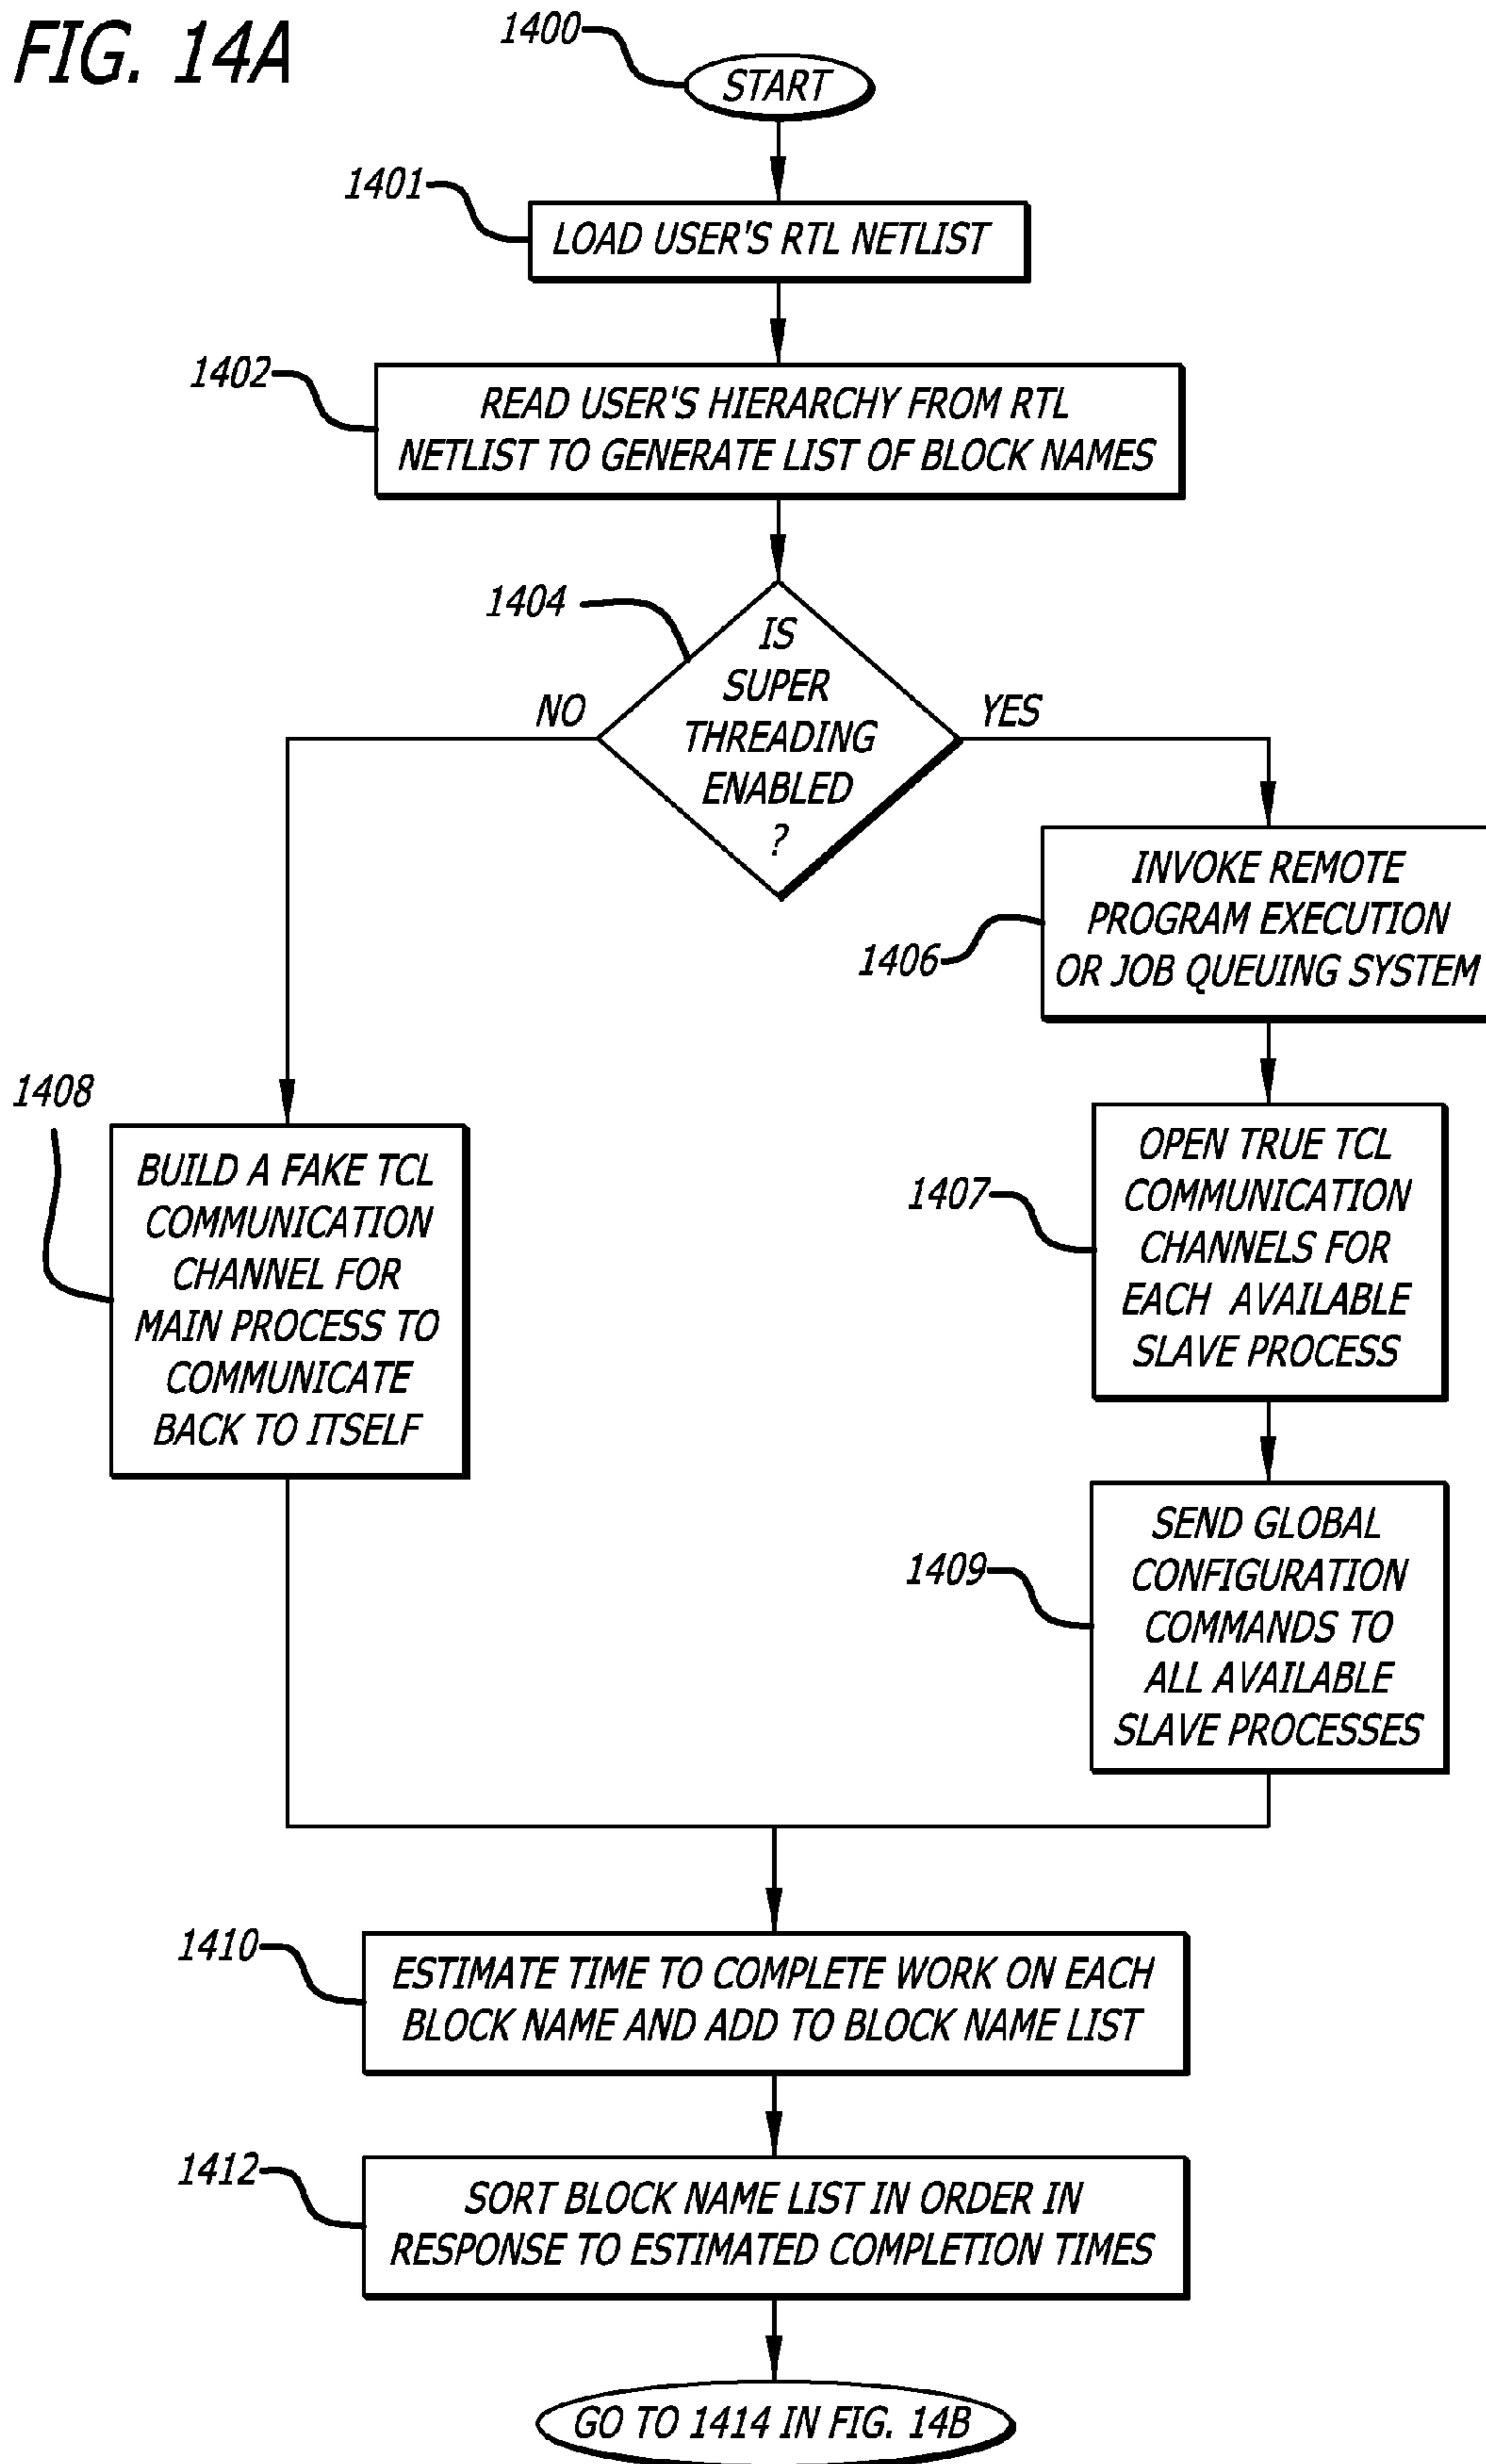 FIG. 14A
1400
START
1401
LOAD USER'S RTL NETLIST
1402
READ USER'S HIERARCHY FROM RTL
NETLIST TO GENERATE LIST OF BLOCK NAMES
1404
IS
SUPER
THREADING
ENABLED
?
NO
YES
1406
INVOKE REMOTE
PROGRAM EXECUTION
OR JOB QUEUING SYSTEM
1408
BUILD A FAKE TCL
COMMUNICATION
CHANNEL FOR
MAIN PROCESS TO
COMMUNICATE
BACK TO ITSELF
1407
OPEN TRUE TCL
COMMUNICATION
CHANNELS FOR
EACH AVAILABLE
SLAVE PROCESS
1409
SEND GLOBAL
CONFIGURATION
COMMANDS TO
ALL AVAILABLE
SLAVE PROCESSES
1410
ESTIMATE TIME TO COMPLETE WORK ON EACH
BLOCK NAME AND ADD TO BLOCK NAME LIST
1412
SORT BLOCK NAME LIST IN ORDER IN
RESPONSE TO ESTIMATED COMPLETION TIMES
GO TO 1414 IN FIG. 14B